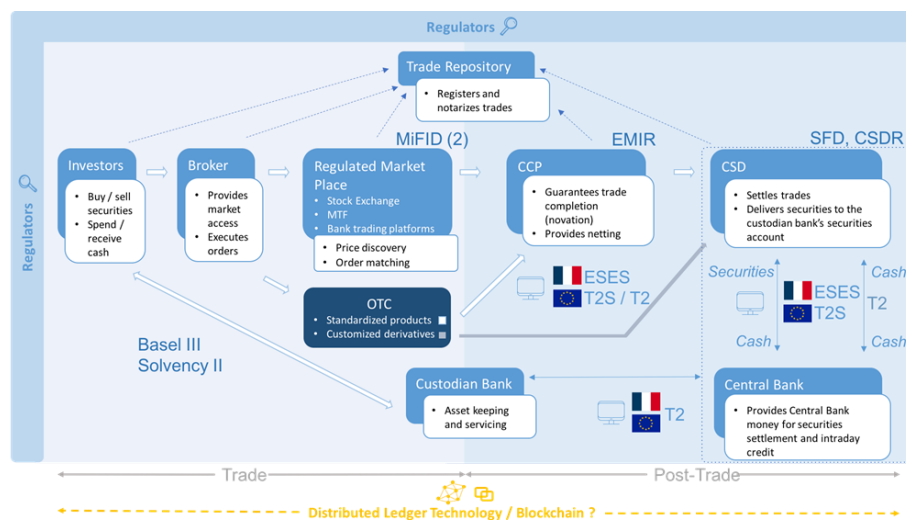 Regulators
Regulators
Trade Repository
• Registers and
notarizes trades
MiFID (2)
EMIR
SFD, CSDR
Investors
• Buy / sell
securities
• Spend /
receive
cash
Broker
• Provides
market
access
• Executes
orders
Regulated Market
Place
• Stock Exchange
• MTF
• Bank trading platforms
• Price discovery
• Order matching
CCP
• Guarantees trade
completion
(novation)
• Provides netting
CSD
• Settles trades
• Delivers securities to the
custodian bank's securities
account
OTC
• Standardized products
• Customized derivatives
ESES
T2S / T2
Securities
Cash
ESES
T2S
T2
Cash
Cash
Basel III
Solvency II
Custodian Bank
• Asset keeping
and servicing
T2
Central Bank
• Provides Central Bank
money for securities
settlement and intraday
credit
Trade
Post-Trade
Distributed Ledger Technology / Blockchain ?